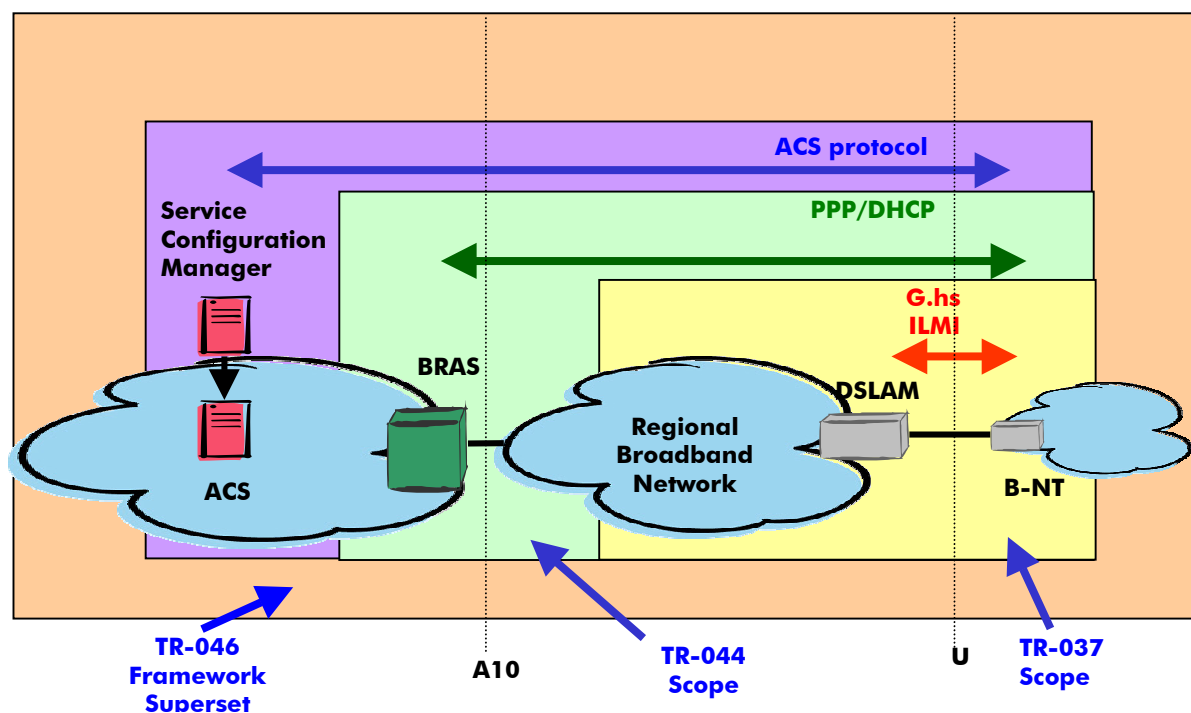 ACS protocol
Service
Configuration
Manager
PPP/DHCP
G.hs
ILMI
BRAS
DSLAM
Regional
Broadband
Network
ACS
B-NT
TR-046
Framework
Superset
A10
TR-044
Scope
U
TR-037
Scope